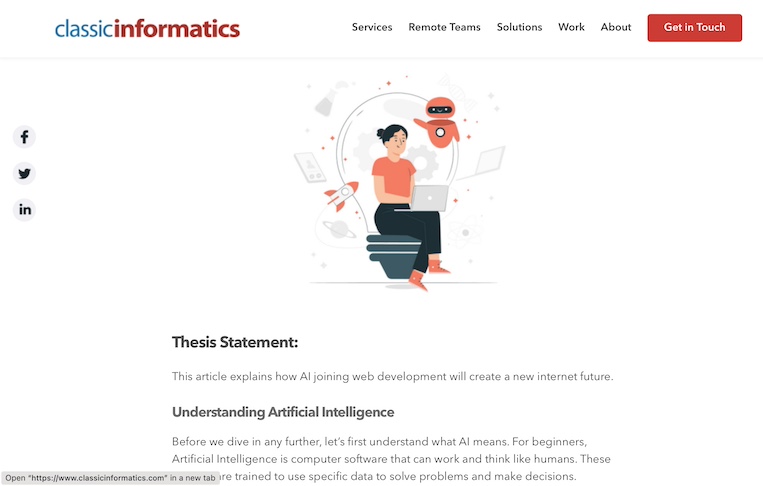 classicinformatics
Services Remote Teams Solutions Work About Get in Touch
Thesis Statement:
This article explains how AI joining web development will create a new internet future.
Understanding Artificial Intelligence
Before we dive in any further, let's first understand what AI means. For beginners,
Artificial Intelligence is computer software that can work and think like humans. These
re trained to use specific data to solve problems and make decisions.
Open "https://www.classicinformatics.com" in a new tab